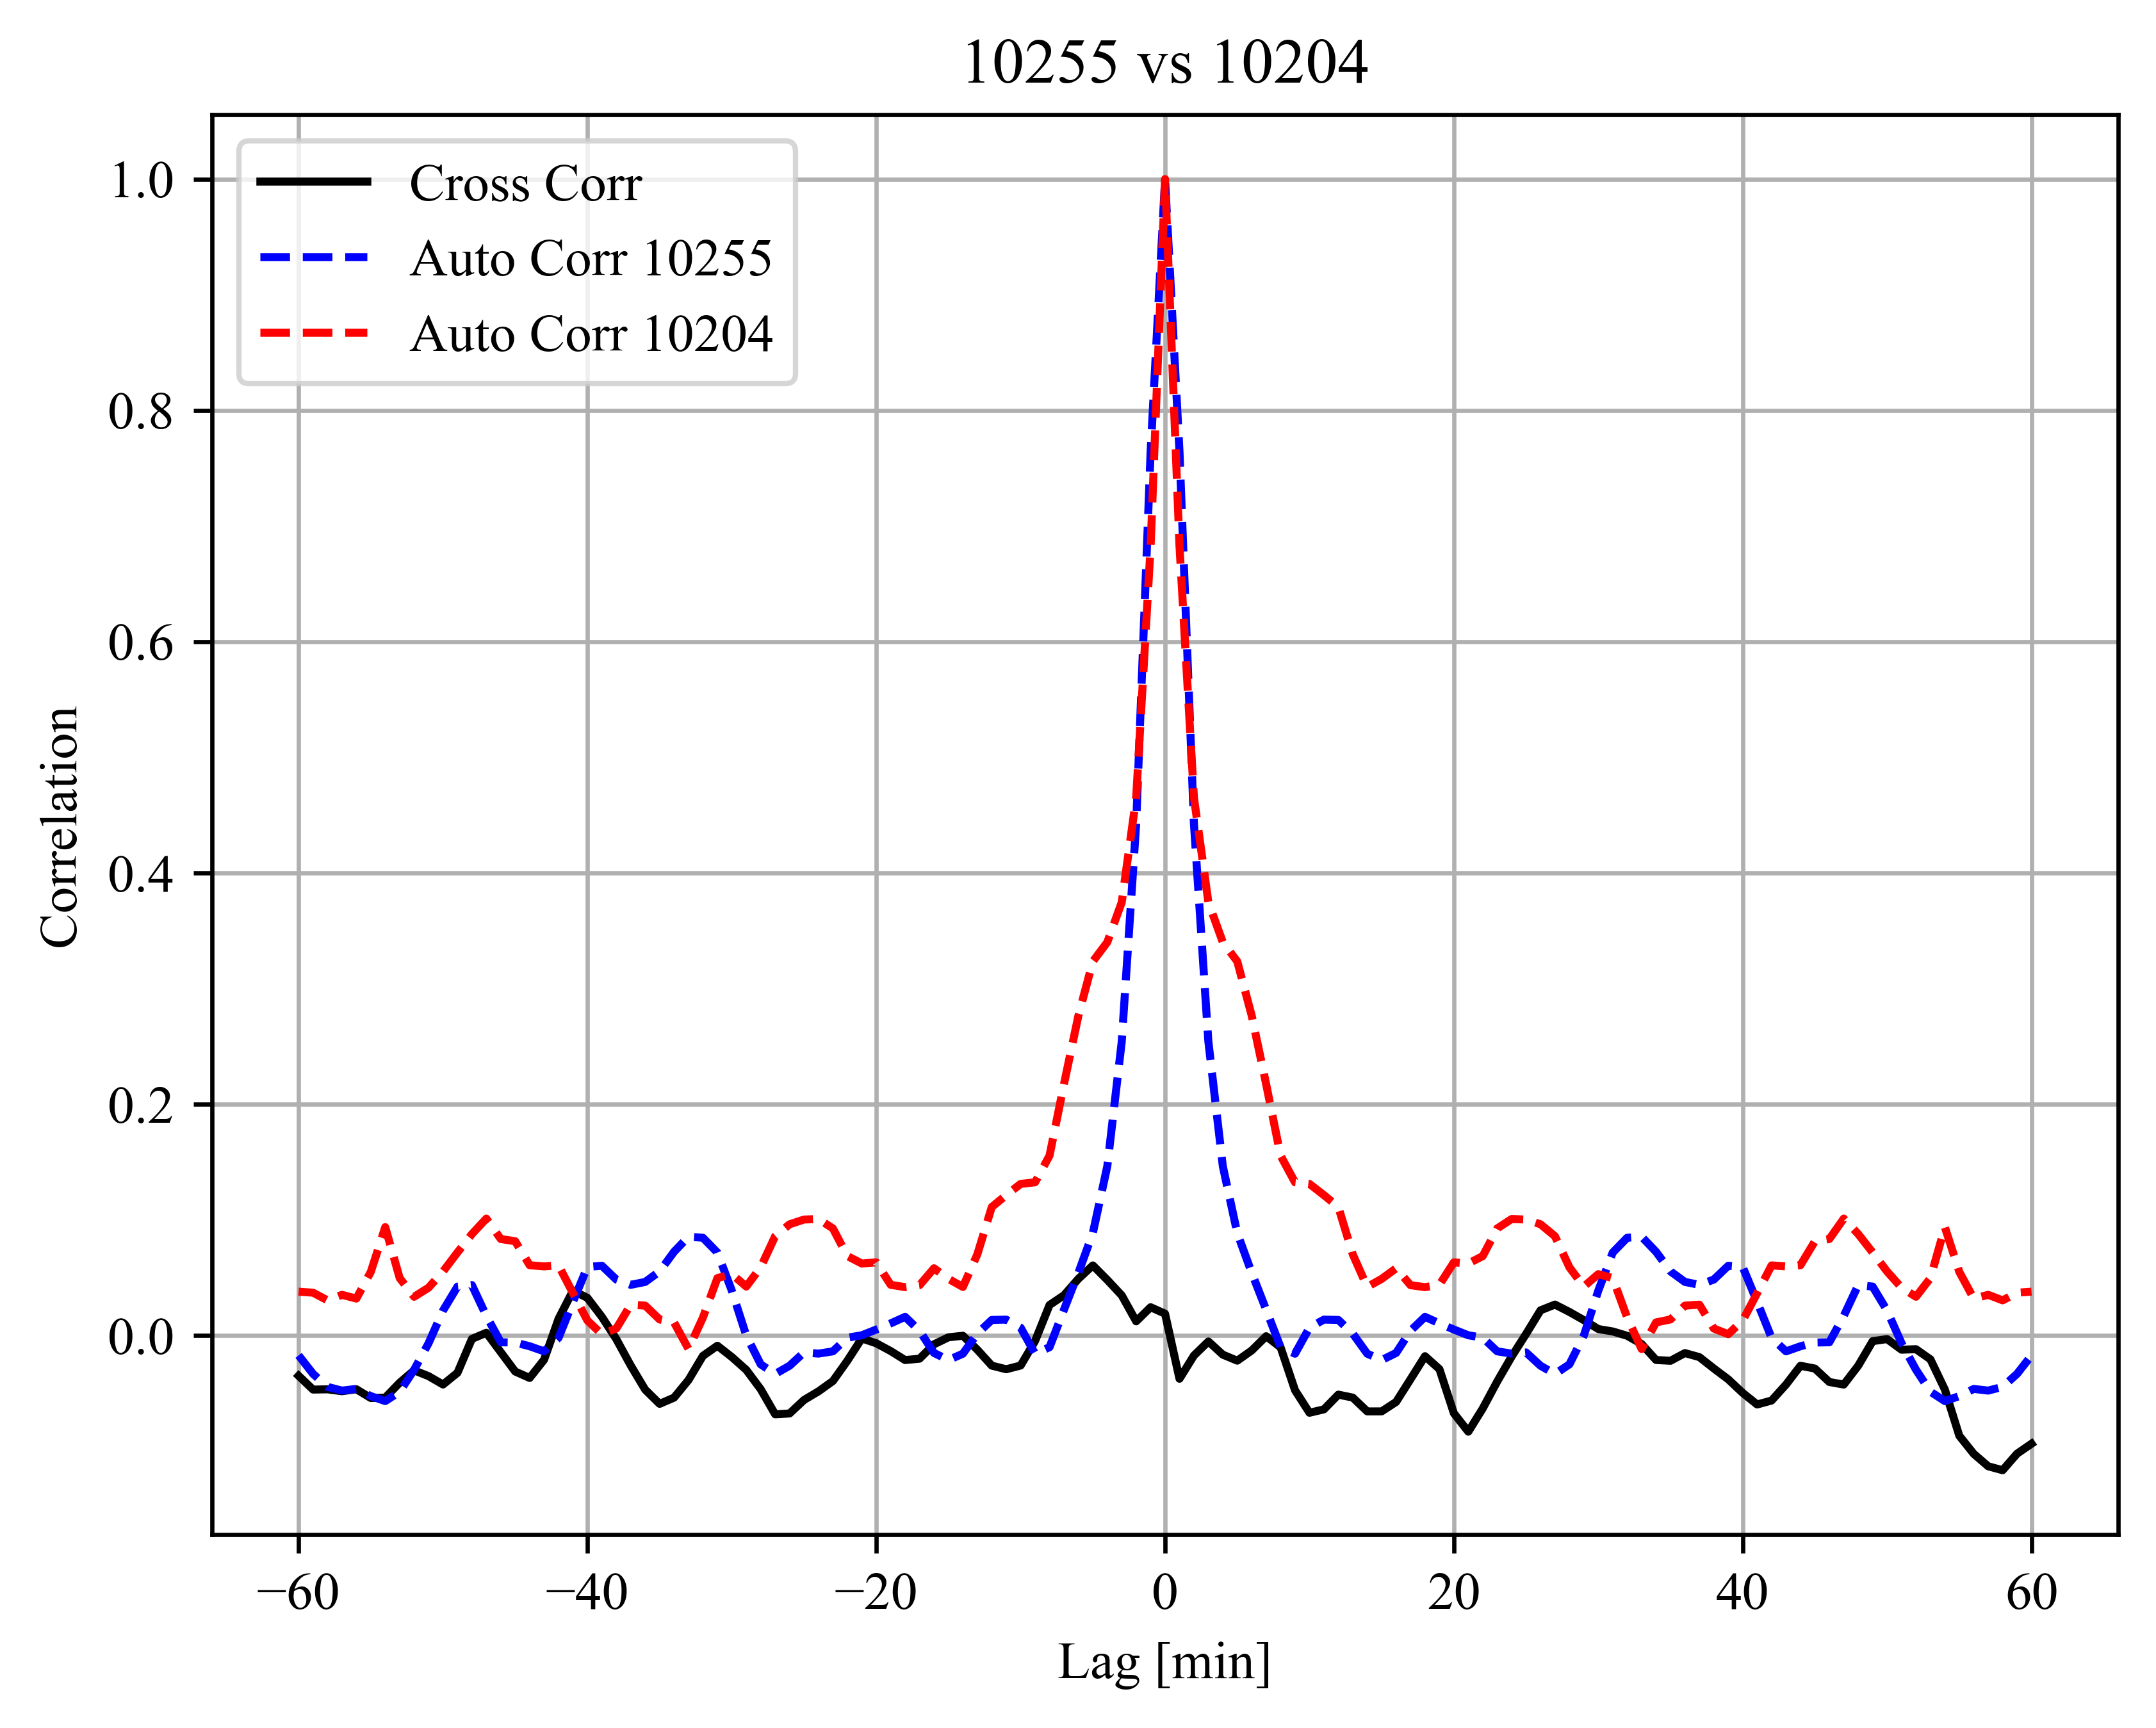 10255 vs 10204
Cross Corr
Auto Corr 10255
Auto Corr 10204
1.0
0.8
0.6
0.4
0.2
0.0
Correlation
−60 −40 −20 0 20 40 60
Lag [min]